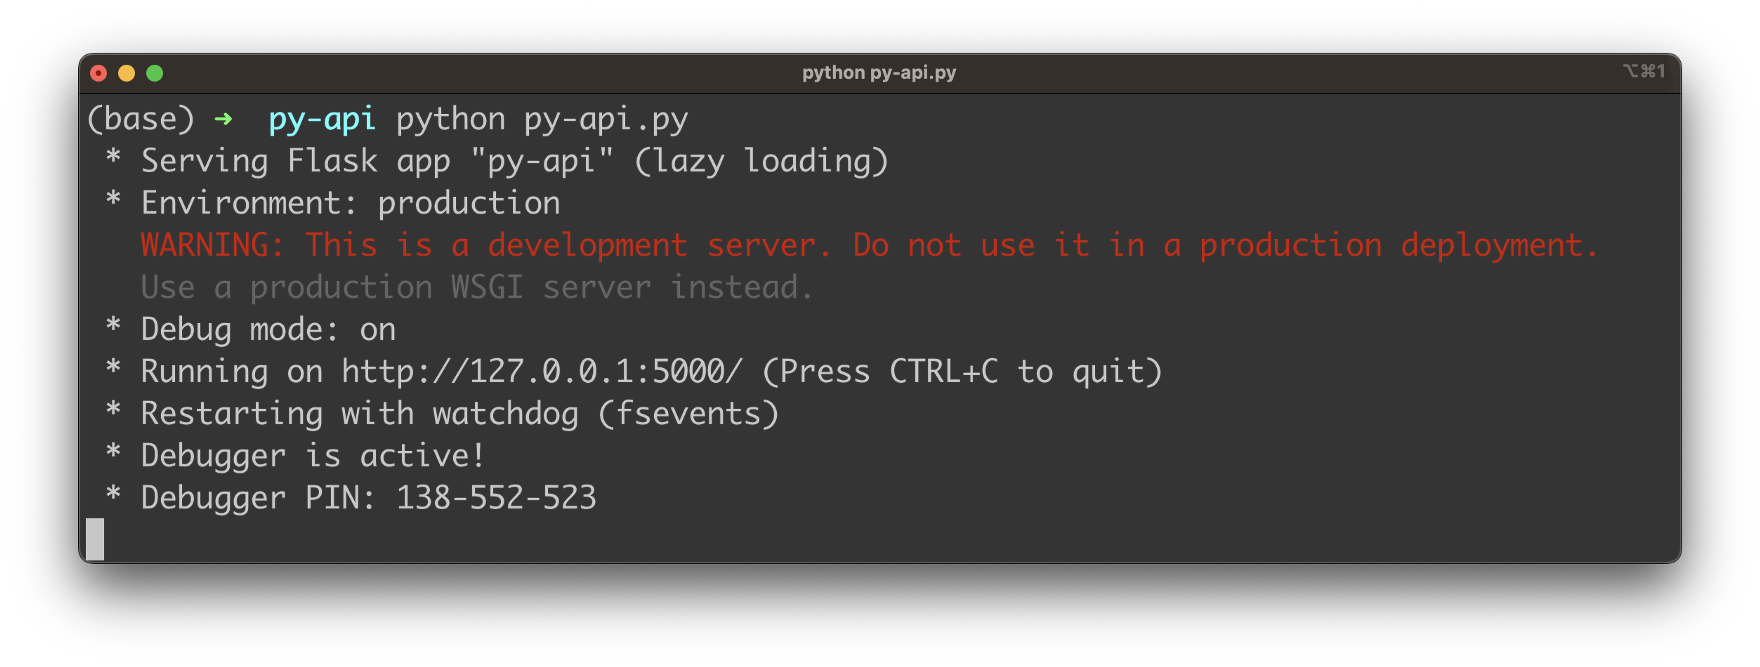 python py-api.py
⌥⌘1
(base) ➜ py-api python py-api.py
* Serving Flask app "py-api" (lazy loading)
* Environment: production
WARNING: This is a development server. Do not use it in a production deployment.
Use a production WSGI server instead.
* Debug mode: on
* Running on http://127.0.0.1:5000/ (Press CTRL+C to quit)
* Restarting with watchdog (fsevents)
* Debugger is active!
* Debugger PIN: 138-552-523